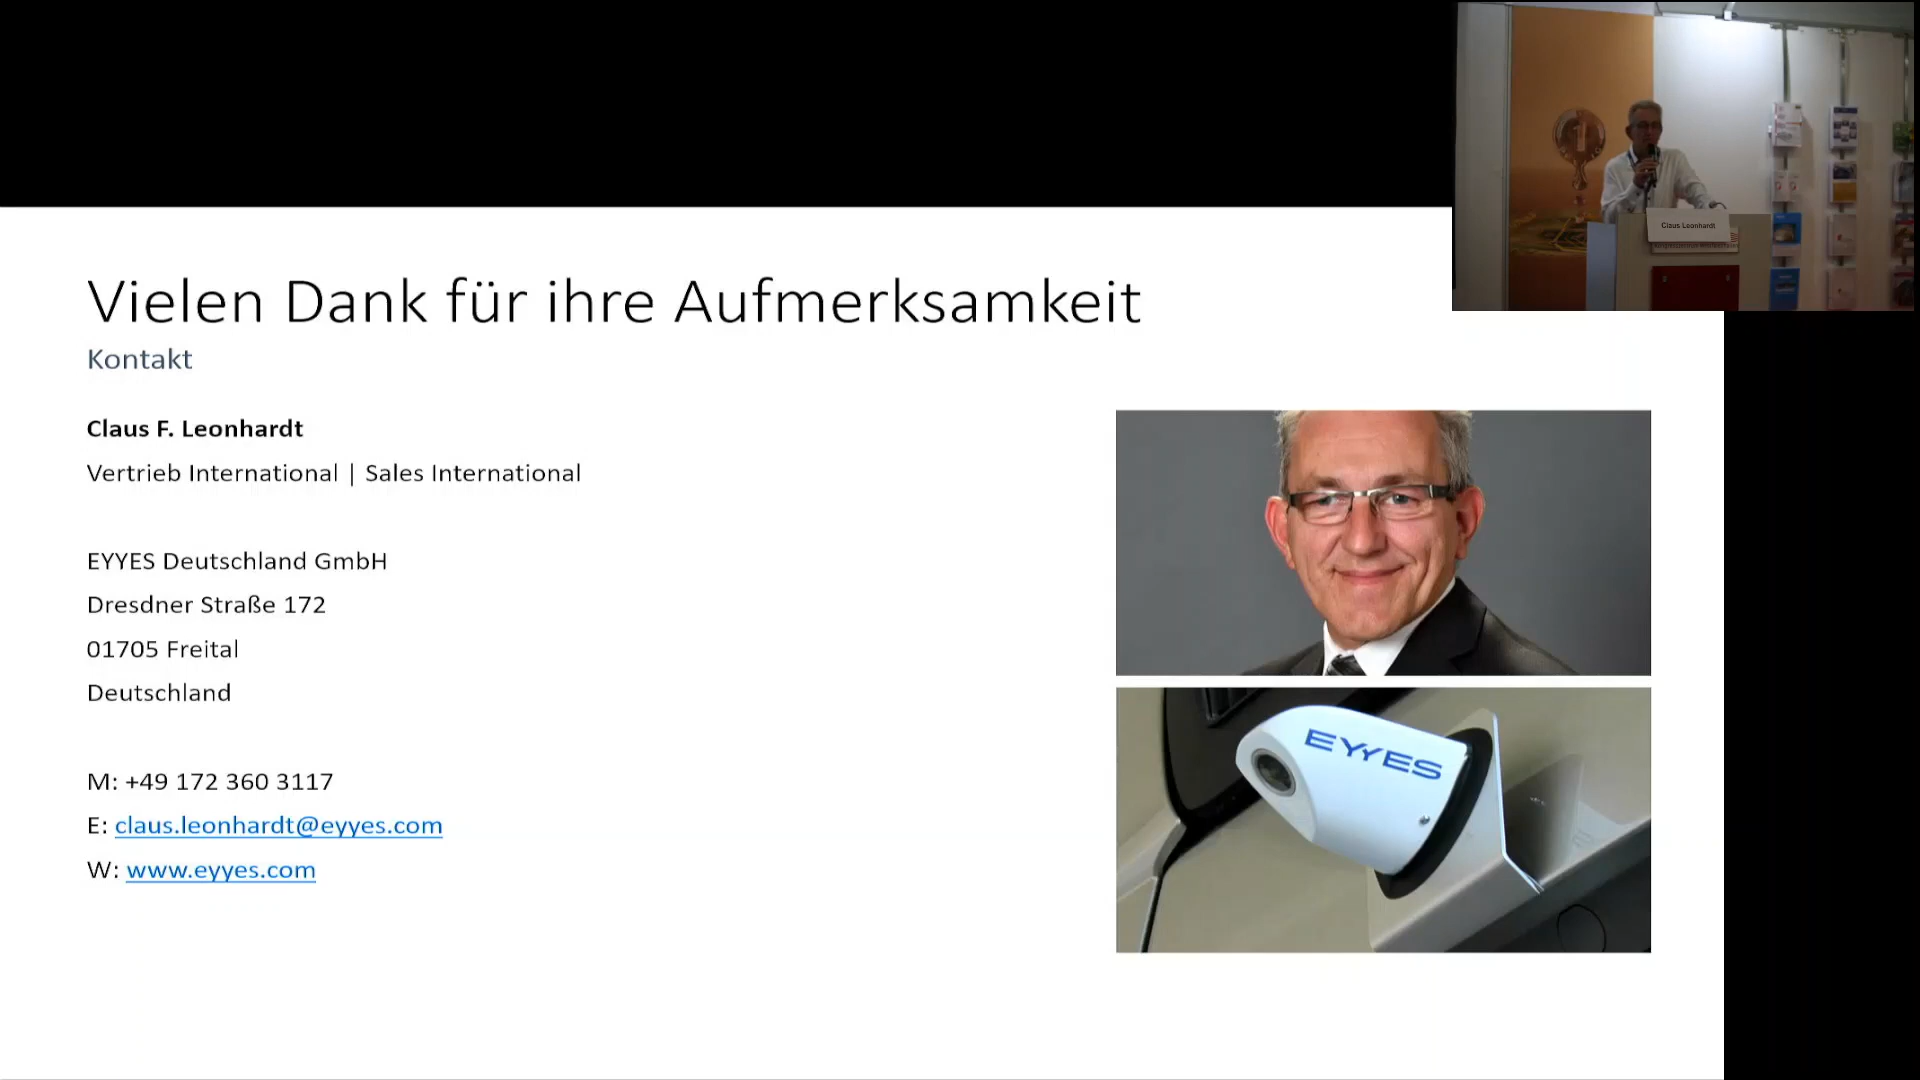 Vielen Dank für ihre Aufmerksamkeit
Kontakt
Claus F. Leonhardt
Vertrieb International | Sales International
EYYES Deutschland GmbH
Dresdner Straße 172
01705 Freital
Deutschland
M: +49 172 360 3117
E: claus.leonhardt@eyyes.com
W: www.eyyes.com
EYYES
1
Claus Leonhardt